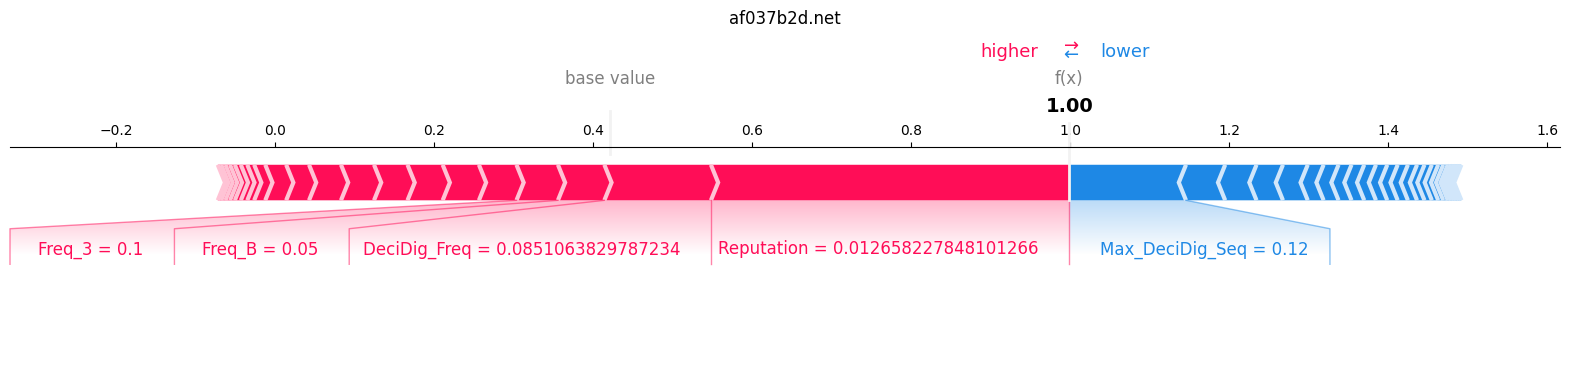 af037b2d.net
higher → ← lower
base value f(x)
1.00
−0.2 0.0 0.2 0.4 0.6 0.8 1.0 1.2 1.4 1.6
Freq_3 = 0.1 Freq_B = 0.05 DeciDig_Freq = 0.0851063829787234 Reputation = 0.012658227848101266 Max_DeciDig_Seq = 0.12